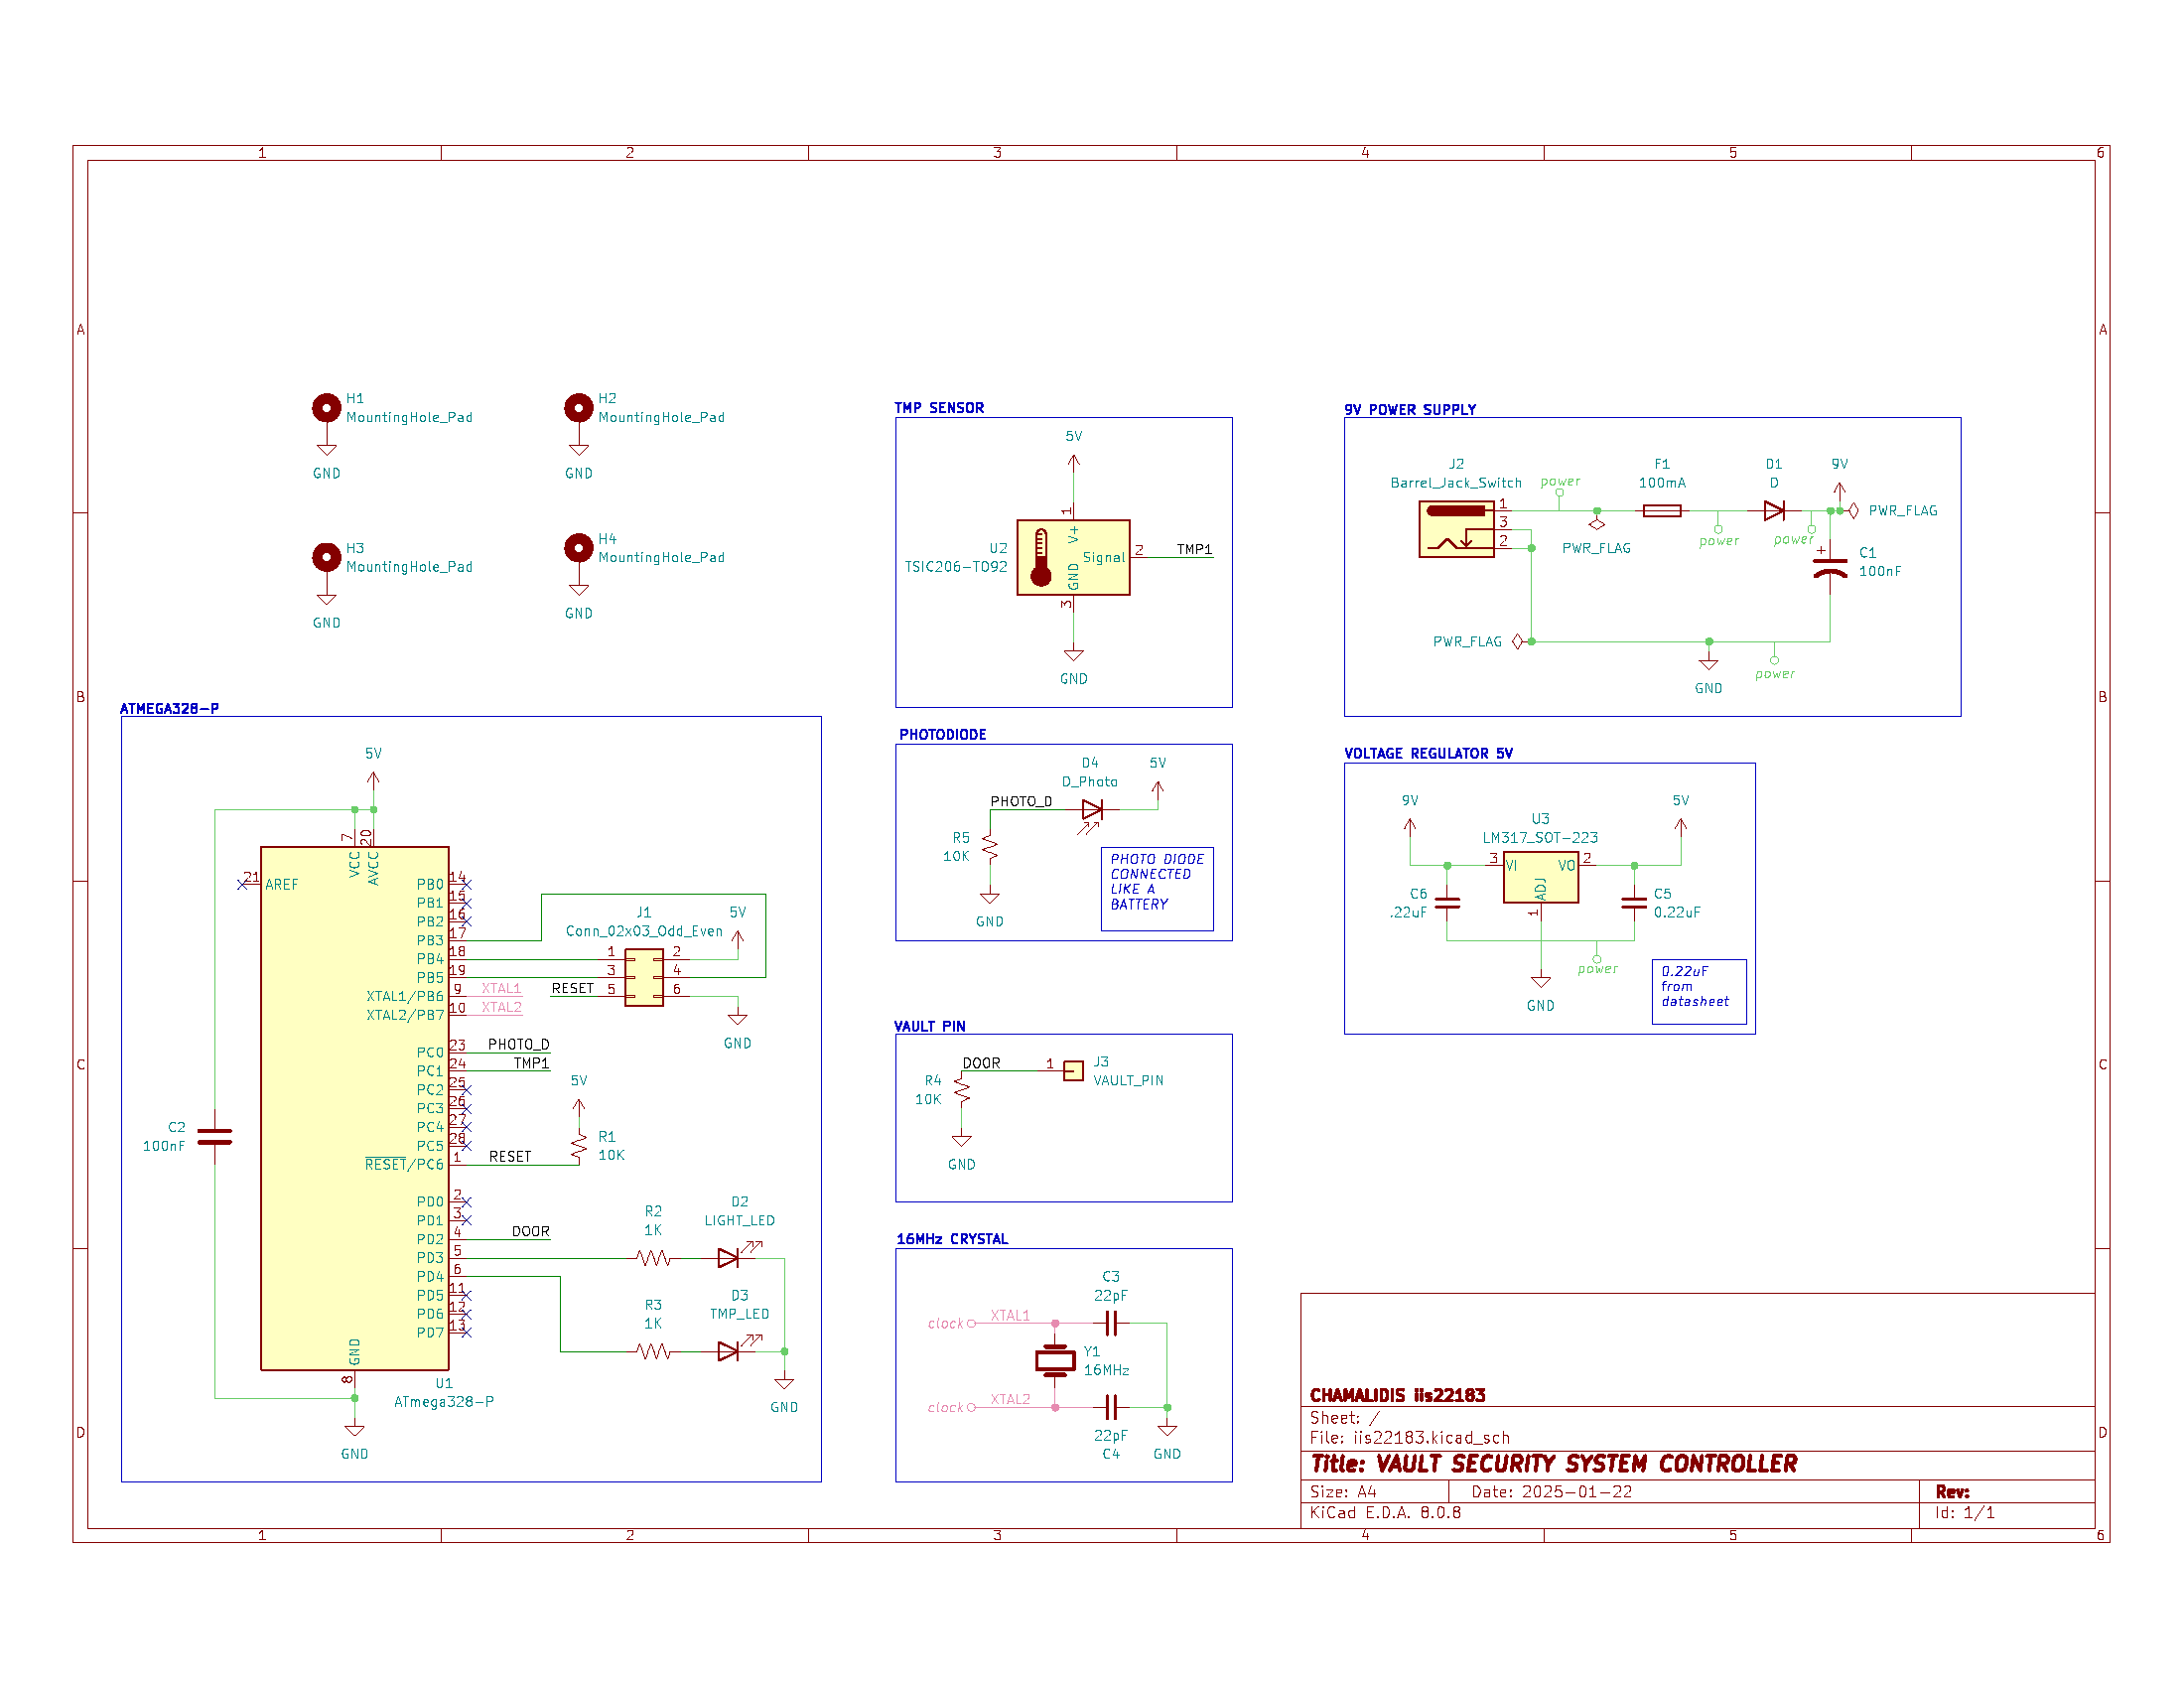 1 2 3 4 5 6
A A
B B
C C
D D
1 2 3 4 5 6
H1
MountingHole_Pad
GND
H2
MountingHole_Pad
GND
H3
MountingHole_Pad
GND
H4
MountingHole_Pad
GND
TMP SENSOR
5V
1
V+
U2
TSIC206-TO92
Signal
2
TMP1
GND
3
GND
9V POWER SUPPLY
J2
Barrel_Jack_Switch
1
3
2
power
PWR_FLAG
F1
100mA
power
D1
D
power
9V
PWR_FLAG
+
C1
100nF
PWR_FLAG
GND
power
ATMEGA328-P
5V
7
20
VCC
AVCC
21
AREF
PB0 14
PB1 15
PB2 16
PB3 17
PB4 18
PB5 19
XTAL1/PB6 9 XTAL1
XTAL2/PB7 10 XTAL2
PC0 23 PHOTO_D
PC1 24 TMP1
PC2 25
PC3 26
PC4 27
PC5 28
RESET/PC6 1 RESET
PD0 2
PD1 3
PD2 4 DOOR
PD3 5
PD4 6
PD5 11
PD6 12
PD7 13
GND
8
U1
ATmega328-P
GND
C2
100nF
J1
Conn_02x03_Odd_Even
5V
1 2
3 4
RESET 5 6
GND
5V
R1
10K
R2
1K
D2
LIGHT_LED
R3
1K
D3
TMP_LED
GND
PHOTODIODE
D4
D_Photo
5V
PHOTO_D
R5
10K
GND
PHOTO DIODE
CONNECTED
LIKE A
BATTERY
VOLTAGE REGULATOR 5V
9V
U3
LM317_SOT-223
5V
3 VI
VO 2
ADJ
1
C6
.22uF
C5
0.22uF
power
GND
0.22uF
from
datasheet
VAULT PIN
DOOR
1
J3
VAULT_PIN
R4
10K
GND
16MHz CRYSTAL
C3
22pF
clock
XTAL1
Y1
16MHz
clock
XTAL2
22pF
C4
GND
CHAMALIDIS iis22183
Sheet: /
File: iis22183.kicad_sch
Title: VAULT SECURITY SYSTEM CONTROLLER
Size: A4 Date: 2025-01-22 Rev:
KiCad E.D.A. 8.0.8 Id: 1/1